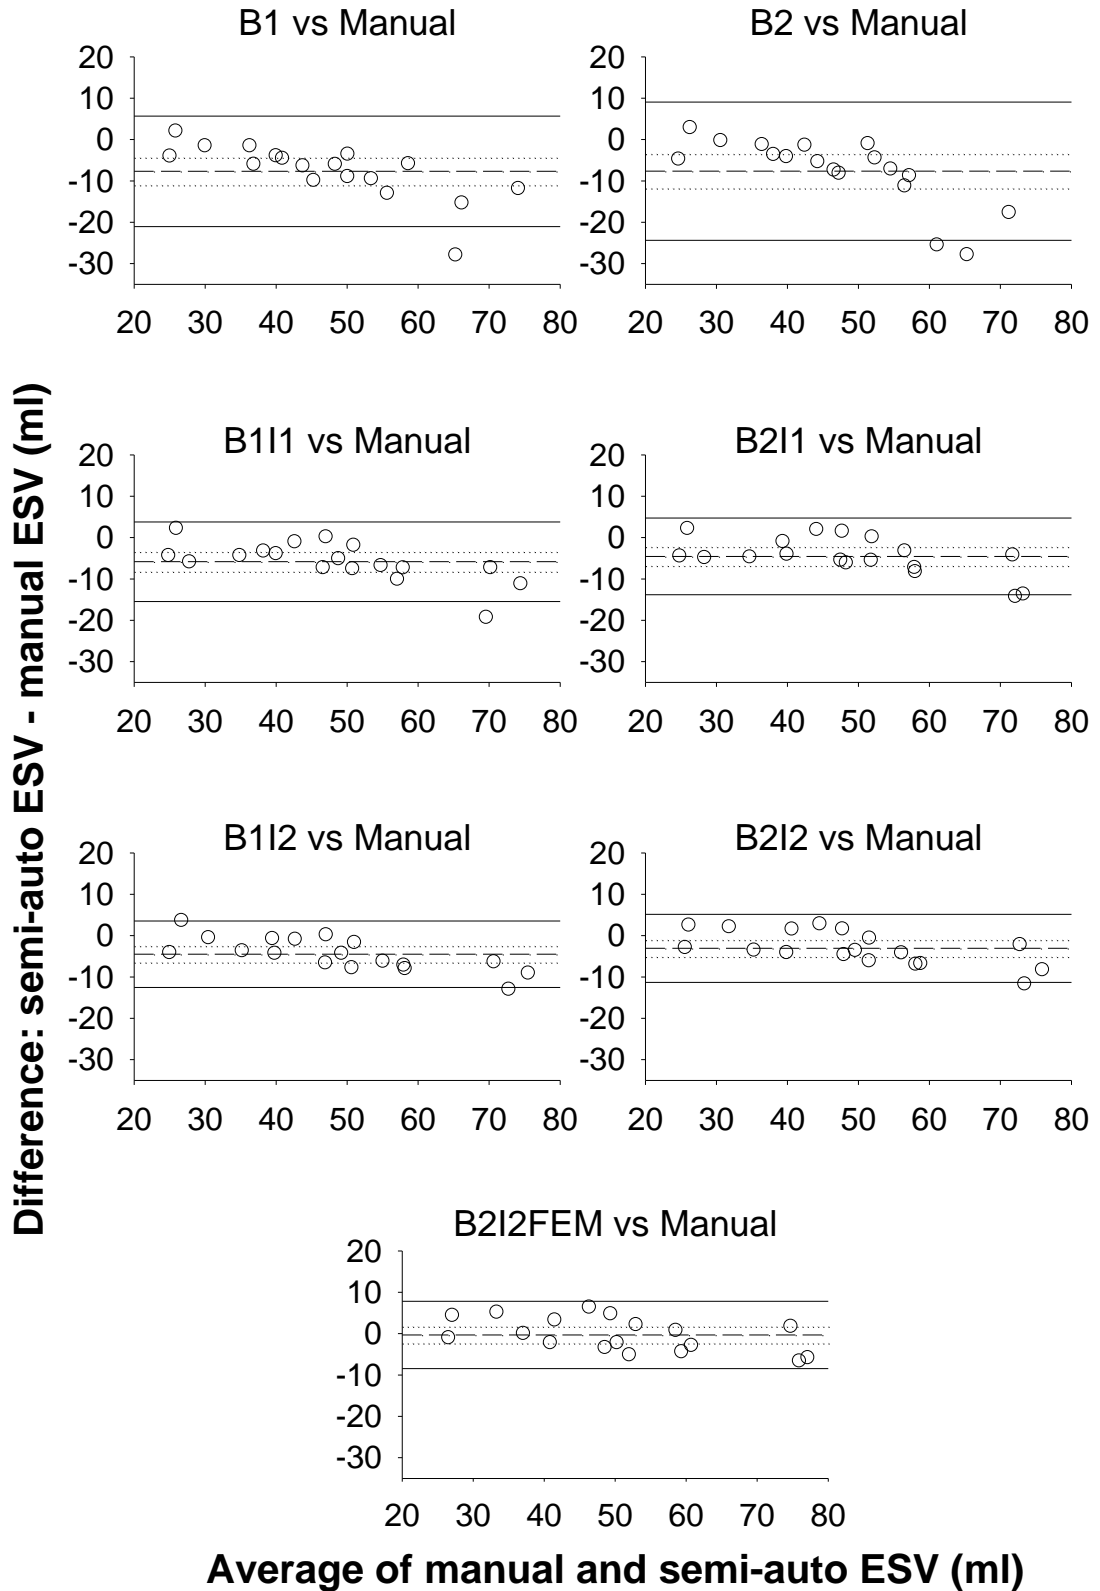 B1 vs Manual
20
10
0
-10
-20
-30
20 30 40 50 60 70 80
B2 vs Manual
20
10
0
-10
-20
-30
20 30 40 50 60 70 80
B1I1 vs Manual
20
10
0
-10
-20
-30
20 30 40 50 60 70 80
B2I1 vs Manual
20
10
0
-10
-20
-30
20 30 40 50 60 70 80
B1I2 vs Manual
20
10
0
-10
-20
-30
20 30 40 50 60 70 80
B2I2 vs Manual
20
10
0
-10
-20
-30
20 30 40 50 60 70 80
B2I2FEM vs Manual
20
10
0
-10
-20
-30
20 30 40 50 60 70 80
Difference: semi-auto ESV - manual ESV (ml)
Average of manual and semi-auto ESV (ml)